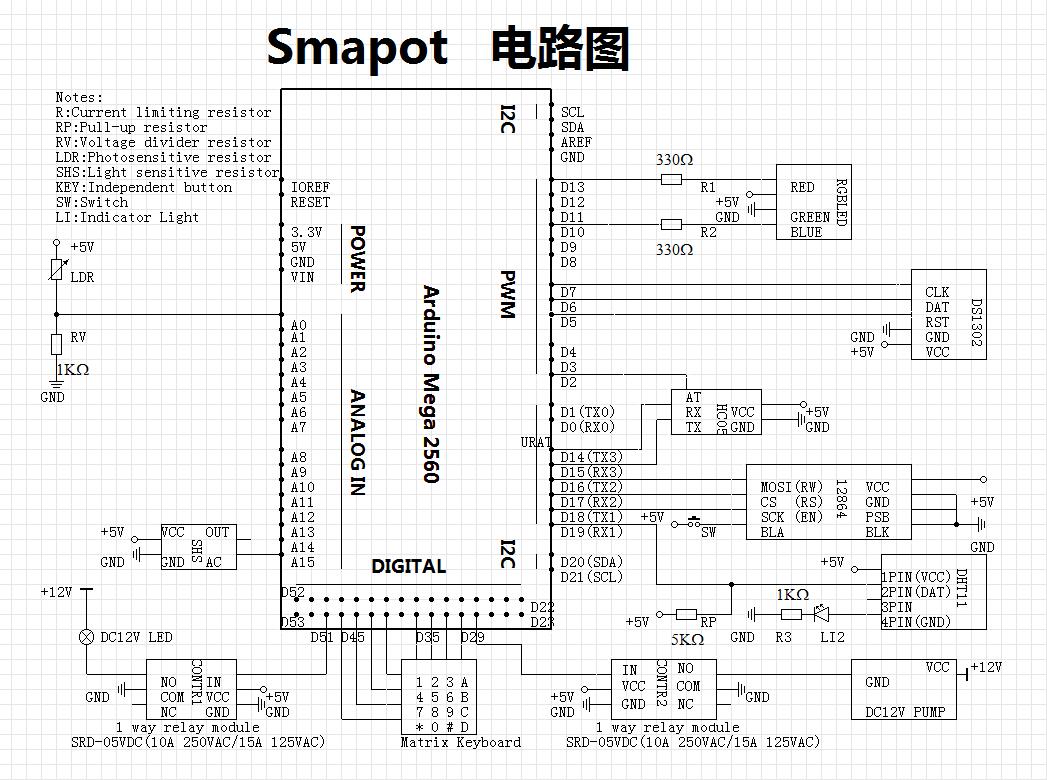 Smapot 电路图
Notes:
R:Current limiting resistor
RP:Pull-up resistor
RV:Voltage divider resistor
LDR:Photosensitive resistor
SHS:Light sensitive resistor
KEY:Independent button
SW:Switch
LI:Indicator Light
+5V
LDR
RV
1KΩ
GND
IOREF
RESET
3.3V
5V
GND
VIN
POWER
A0
A1
A2
A3
A4
A5
A6
A7
A8
A9
A10
A11
A12
A13
A14
A15
ANALOG IN
Arduino Mega 2560
I2C
SCL
SDA
AREF
GND
PWM
D13
D12
D11
D10
D9
D8
D7
D6
D5
D4
D3
D2
URAT
D1(TX0)
D0(RX0)
D14(TX3)
D15(RX3)
D16(TX2)
D17(RX2)
D18(TX1)
D19(RX1)
I2C
D20(SDA)
D21(SCL)
DIGITAL
D52
D53
D22
D23
D51
D45
D35
D29
330Ω
R1
+5V
GND
R2
330Ω
RED
GREEN
BLUE
RGBLED
CLK
DAT
RST
GND
VCC
DS1302
GND
+5V
AT
RX
TX
HC05
VCC
GND
+5V
GND
MOSI(RW)
CS (RS)
SCK (EN)
BLA
12864
VCC
GND
PSB
BLK
+5V
GND
+5V
SW
+5V
1PIN(VCC)
2PIN(DAT)
3PIN
4PIN(GND)
DHT11
+5V
RP
5KΩ
GND
1KΩ
R3
LI2
+5V
GND
VCC
OUT
SHS
GND
AC
+12V
DC12V LED
GND
NO
COM
NC
CONTR1
IN
VCC
GND
+5V
GND
1 way relay module
SRD-05VDC(10A 250VAC/15A 125VAC)
1 2 3 A
4 5 6 B
7 8 9 C
* 0 # D
Matrix Keyboard
+5V
GND
IN
VCC
GND
CONTR2
NO
COM
NC
GND
1 way relay module
SRD-05VDC(10A 250VAC/15A 125VAC)
VCC
GND
DC12V PUMP
+12V